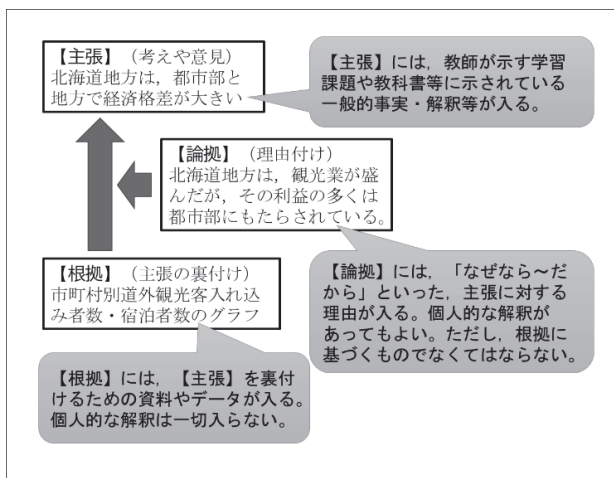 【主張】（考えや意見）
北海道地方は，都市部と
地方で経済格差が大きい
【主張】には，教師が示す学習
課題や教科書等に示されている
一般的事実・解釈等が入る。
【論拠】（理由付け）
北海道地方は，観光業が盛
んだが，その利益の多くは
都市部にもたらされている。
【根拠】（主張の裏付け）
市町村別道外観光客入れ込
み者数・宿泊者数のグラフ
【論拠】には，「なぜなら～だ
から」といった，主張に対する
理由が入る。個人的な解釈が
あってもよい。ただし，根拠に
基づくものでなくてはならない。
【根拠】には，【主張】を裏付
けるための資料やデータが入る。
個人的な解釈は一切入らない。